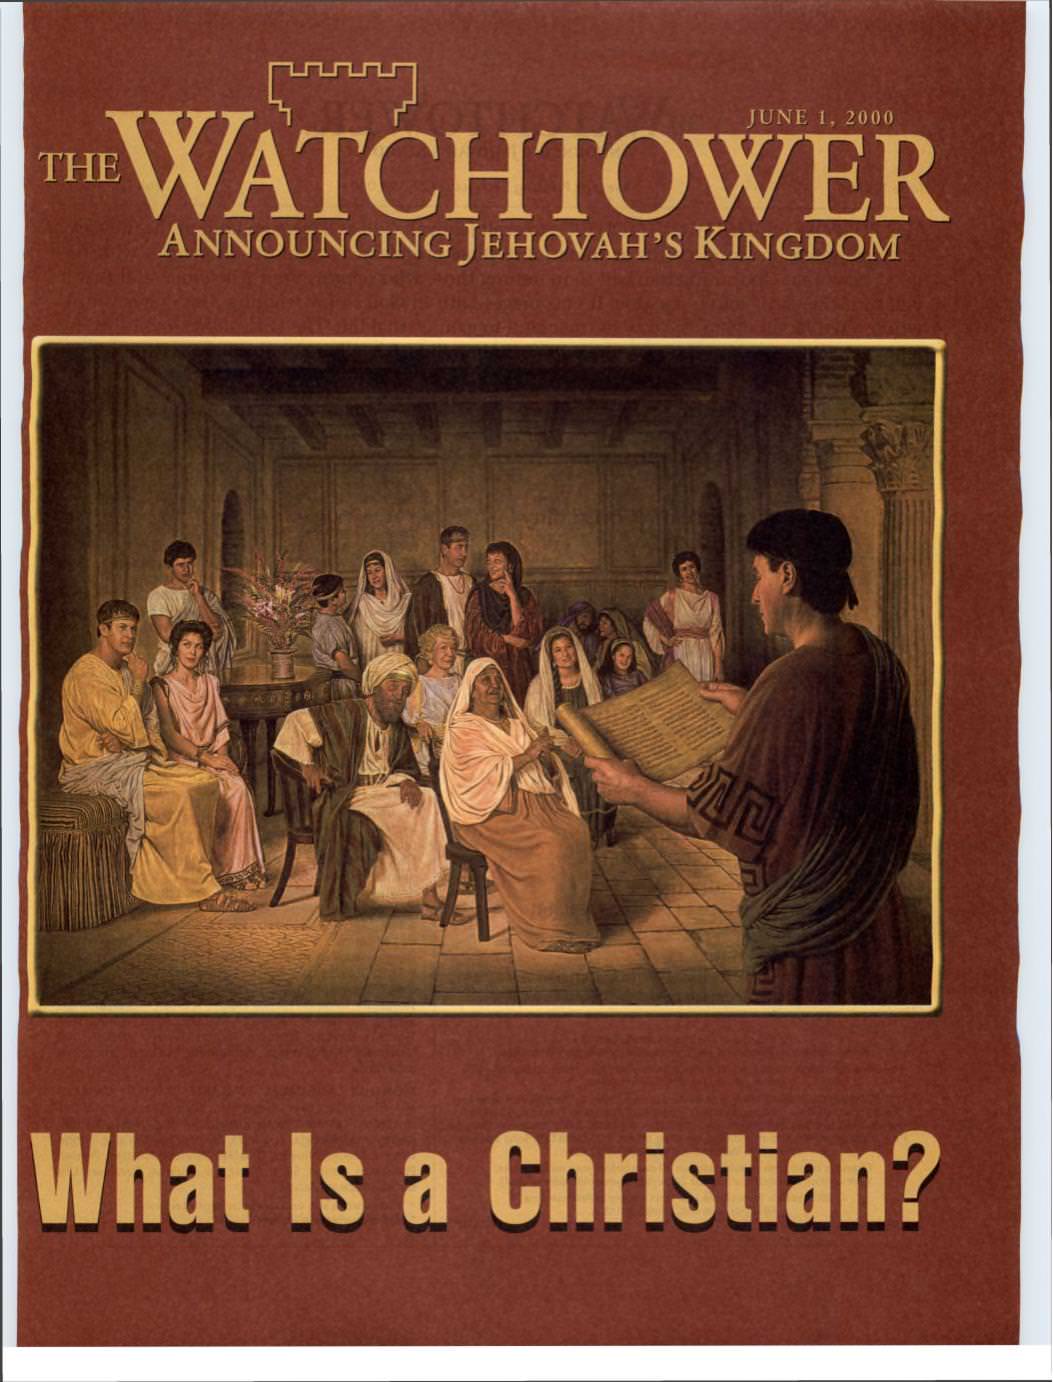 JUNE 1, 2000
THE WATCHTOWER
ANNOUNCING JEHOVAH'S KINGDOM
What Is a Christian?